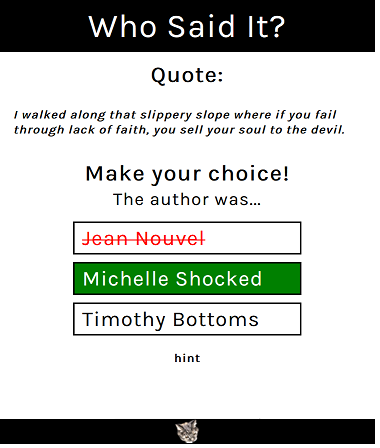 Who Said It?
Quote:
I walked along that slippery slope where if you fail
through lack of faith, you sell your soul to the devil.
Make your choice!
The author was...
Jean Nouvel
Michelle Shocked
Timothy Bottoms
hint